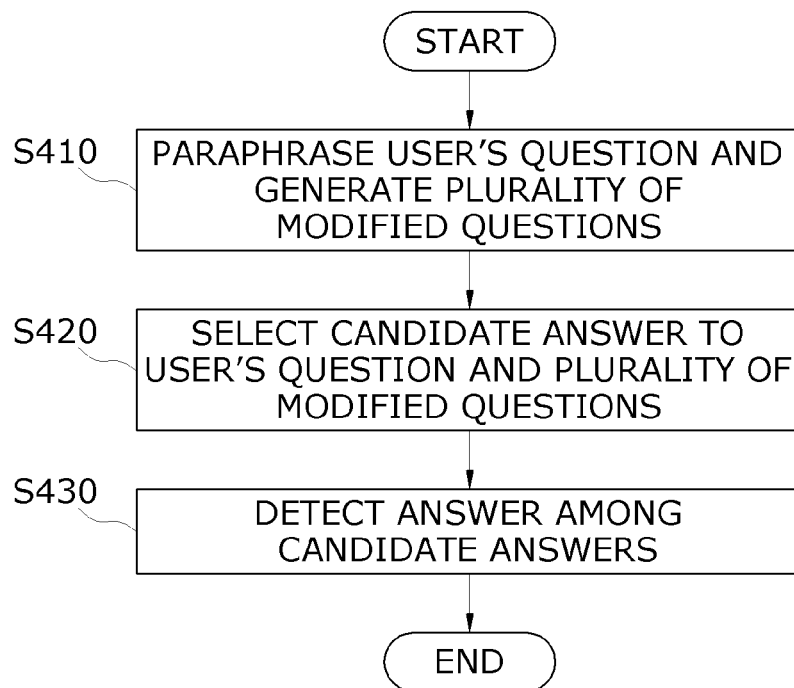 START
S410
PARAPHRASE USER'S QUESTION AND
GENERATE PLURALITY OF
MODIFIED QUESTIONS
S420
SELECT CANDIDATE ANSWER TO
USER'S QUESTION AND PLURALITY OF
MODIFIED QUESTIONS
S430
DETECT ANSWER AMONG
CANDIDATE ANSWERS
END